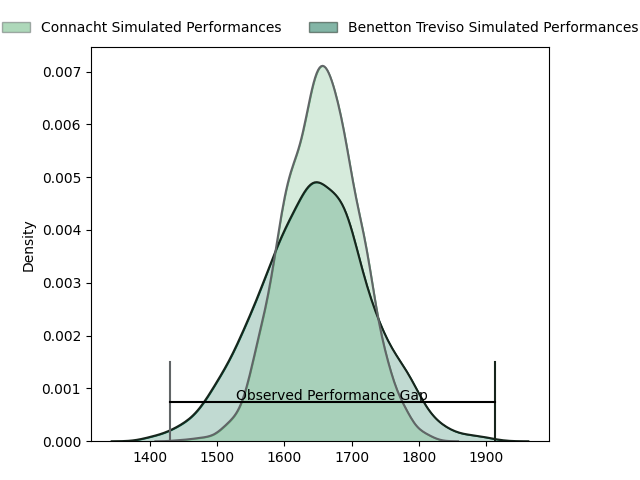 Connacht Simulated Performances Benetton Treviso Simulated Performances
0.007
0.006
0.005
0.004
0.003
0.002
0.001
0.000
Density
Observed Performance Gap
1400 1500 1600 1700 1800 1900